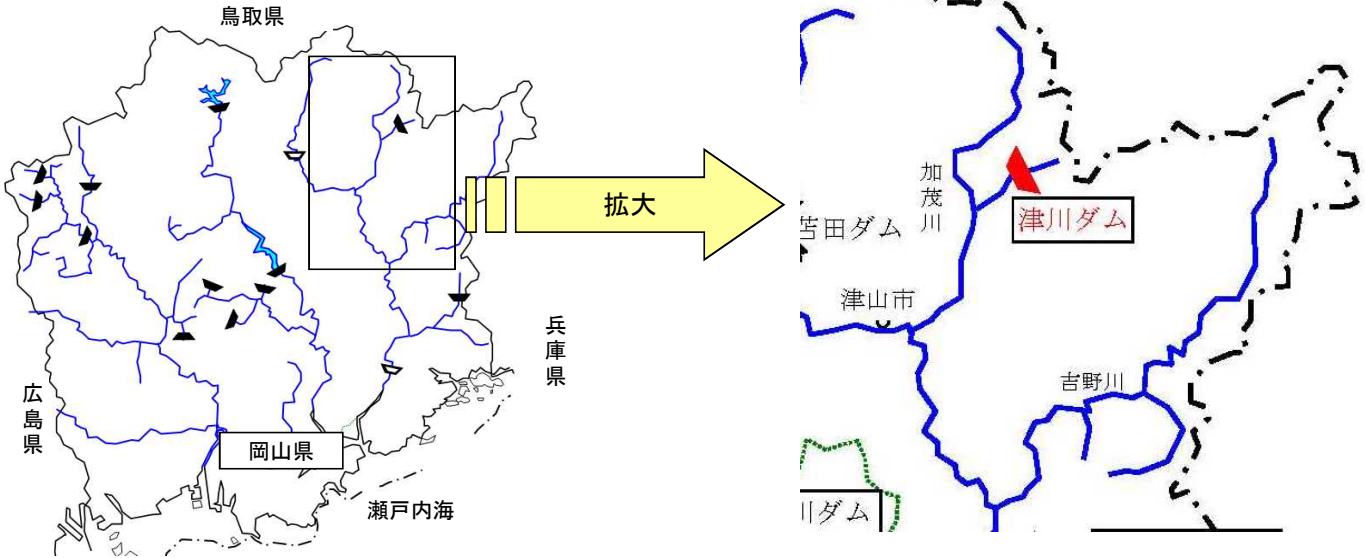 鳥取県
拡大
兵庫県
広島県
岡山県
瀬戸内海
加茂川
津川ダム
苫田ダム
津山市
吉野川
川ダム